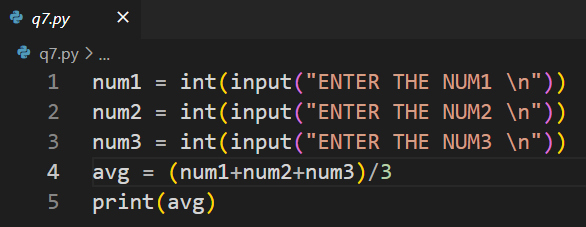 q7.py ×
q7.py > ...
1 num1 = int(input("ENTER THE NUM1 \n"))
2 num2 = int(input("ENTER THE NUM2 \n"))
3 num3 = int(input("ENTER THE NUM3 \n"))
4 avg = (num1+num2+num3)/3
5 print(avg)